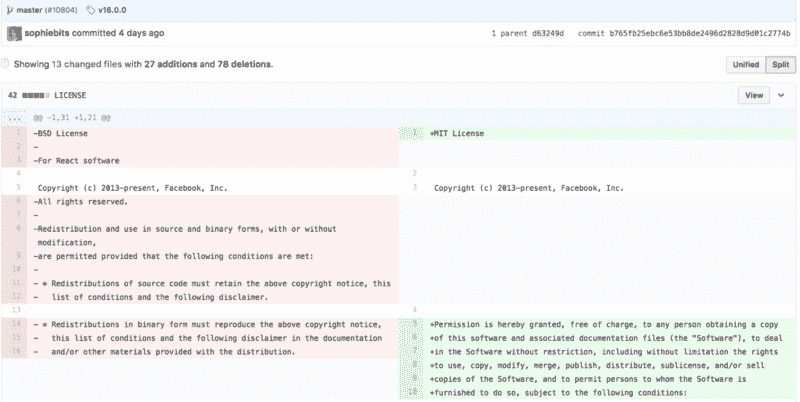 master (#10804) v16.0.0
sophiebits committed 4 days ago 1 parent d63249d commit b765fb25ebc6e53bb8de2496d2828d9d01c2774b
Showing 13 changed files with 27 additions and 78 deletions. Unified Split
42 LICENSE View
... @@ -1,31 +1,21 @@
1 -BSD License 1 +MIT License
2 -
3 -For React software
4 2
5 Copyright (c) 2013-present, Facebook, Inc. 3 Copyright (c) 2013-present, Facebook, Inc.
6 -All rights reserved.
7 -
8 -Redistribution and use in source and binary forms, with or without
modification,
9 -are permitted provided that the following conditions are met:
10 -
11 - * Redistributions of source code must retain the above copyright notice, this
12 - list of conditions and the following disclaimer.
13 4
14 - * Redistributions in binary form must reproduce the above copyright notice, 5 +Permission is hereby granted, free of charge, to any person obtaining a copy
15 - this list of conditions and the following disclaimer in the documentation 6 +of this software and associated documentation files (the "Software"), to deal
16 - and/or other materials provided with the distribution. 7 +in the Software without restriction, including without limitation the rights
8 +to use, copy, modify, merge, publish, distribute, sublicense, and/or sell
9 +copies of the Software, and to permit persons to whom the Software is
10 +furnished to do so, subject to the following conditions: